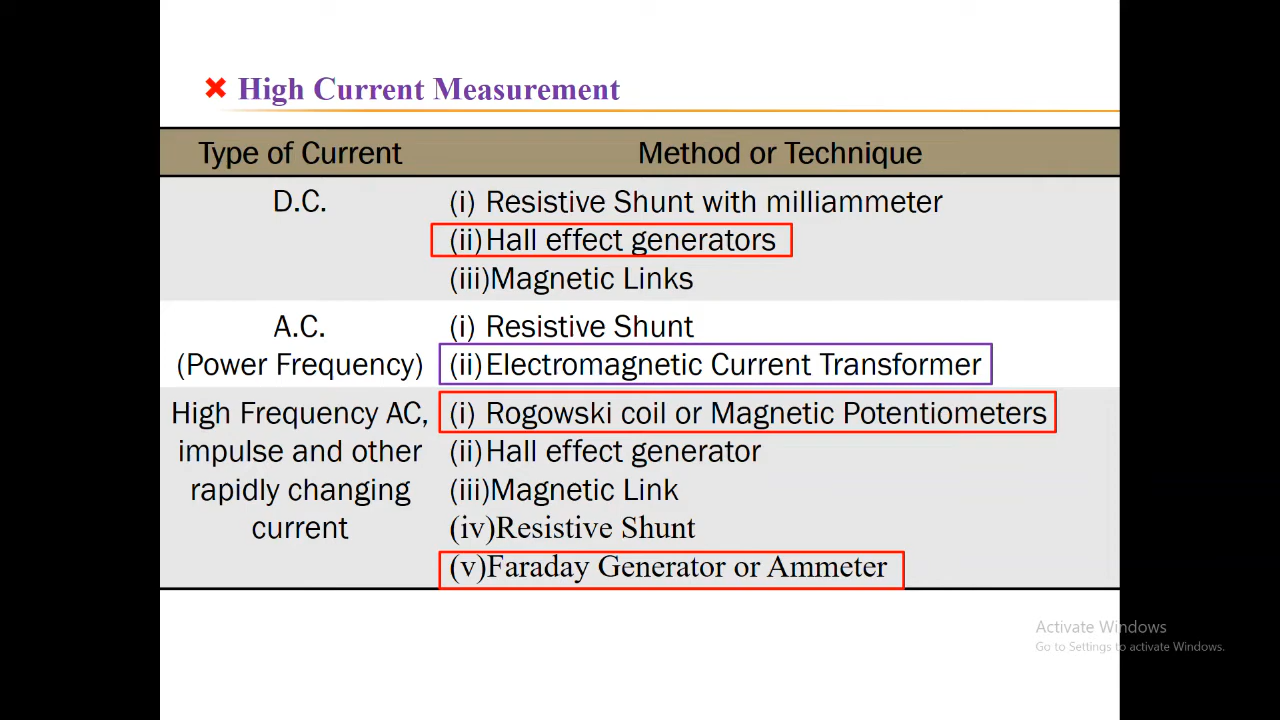 ✖ High Current Measurement
Type of Current Method or Technique
D.C. (i) Resistive Shunt with milliammeter
(ii)Hall effect generators
(iii)Magnetic Links
A.C. (i) Resistive Shunt
(Power Frequency) (ii)Electromagnetic Current Transformer
High Frequency AC, (i) Rogowski coil or Magnetic Potentiometers
impulse and other (ii)Hall effect generator
rapidly changing (iii)Magnetic Link
current (iv)Resistive Shunt
(v)Faraday Generator or Ammeter
Activate Windows
Go to Settings to activate Windows.